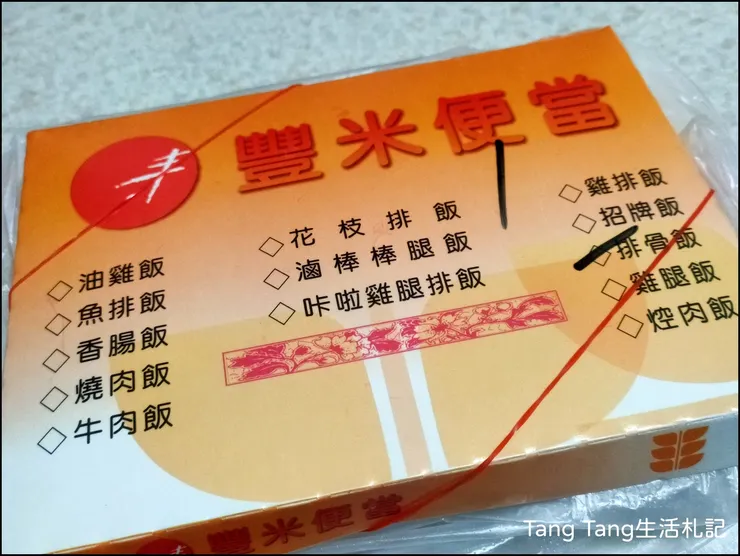 豐米便當
◇雞排飯
◇招牌飯
◇排骨飯
◇雞腿飯
◇焢肉飯
◇花枝排飯
◇滷棒棒腿飯
◇咔啦雞腿排飯
◇油雞飯
◇魚排飯
◇香腸飯
◇燒肉飯
◇牛肉飯
豐米便當
Tang Tang生活札記